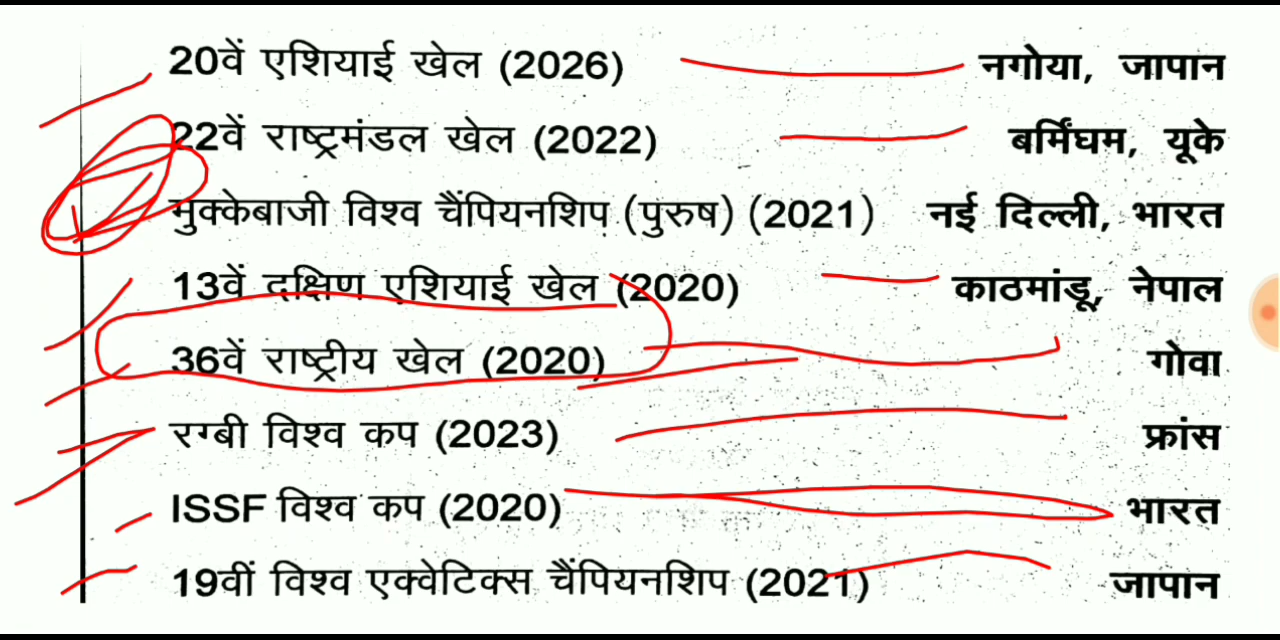 20वें एशियाई खेल (2026) नगोया, जापान
22वें राष्ट्रमंडल खेल (2022) बर्मिंघम, यूके
मुक्केबाजी विश्व चैंपियनशिप (पुरुष) (2021) नई दिल्ली, भारत
13वें दक्षिण एशियाई खेल (2020) काठमांडू, नेपाल
36वें राष्ट्रीय खेल (2020) गोवा
रग्बी विश्व कप (2023) फ्रांस
ISSF विश्व कप (2020) भारत
19वीं विश्व एक्वेटिक्स चैंपियनशिप (2021) जापान